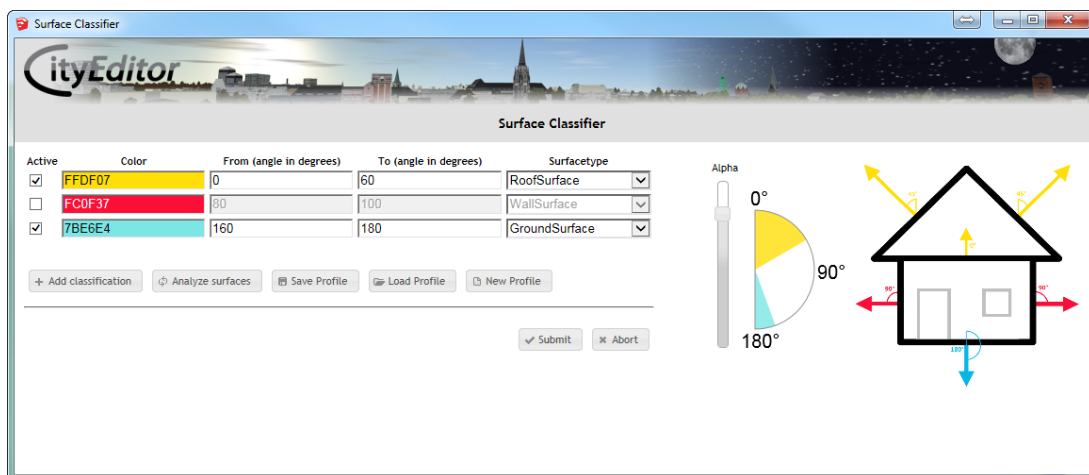 Surface Classifier
CityEditor
Surface Classifier
Active Color From (angle in degrees) To (angle in degrees) Surfacetype
FFDF07 0 60 RoofSurface
FC0F37 80 100 WallSurface
7BE6E4 160 180 GroundSurface
+ Add classification Analyze surfaces Save Profile Load Profile New Profile
Submit Abort
Alpha
0°
90°
180°
45° 45°
0°
90° 90°
180°